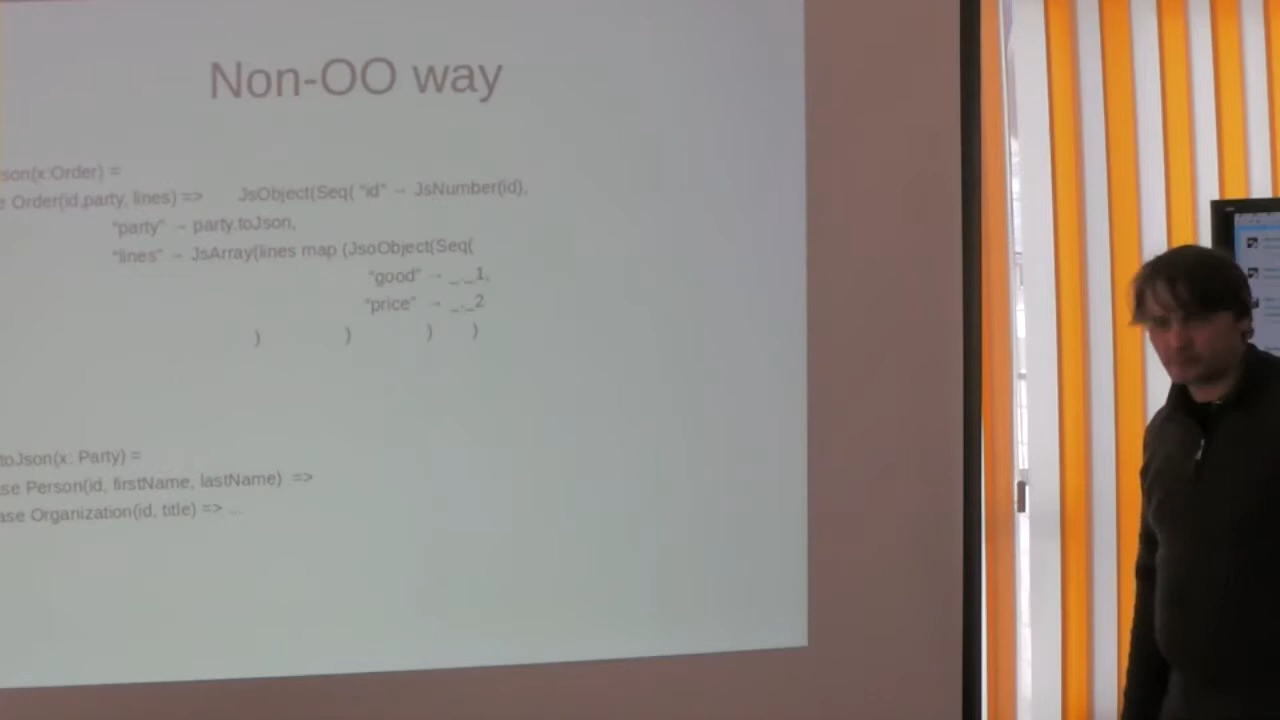 Non-OO way
son(x:Order) =
e Order(id,party, lines) => JsObject(Seq( "id" → JsNumber(id),
"party" → party.toJson,
"lines" → JsArray(lines map (JsoObject(Seq(
"good" → _._1,
"price" → _._2
) ) ) )
toJson(x: Party) =
se Person(id, firstName, lastName) =>
ase Organization(id, title) => ...